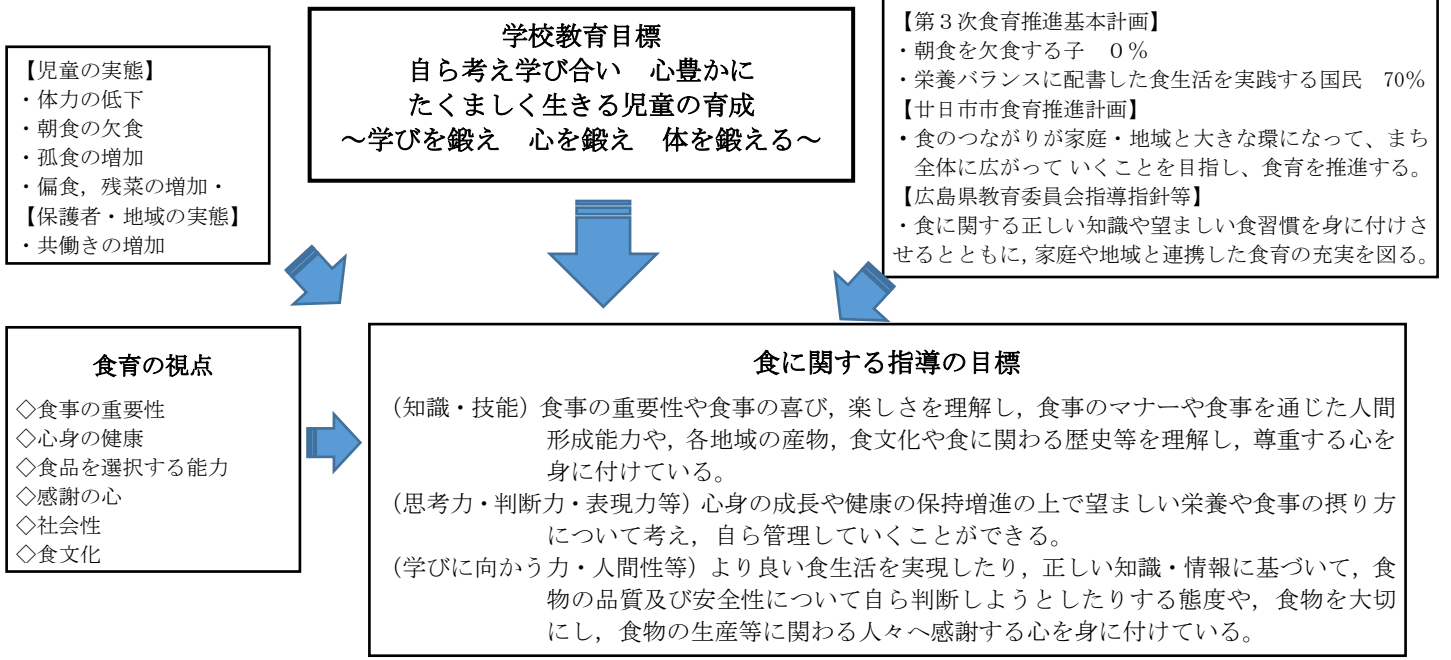 【児童の実態】
・体力の低下
・朝食の欠食
・孤食の増加
・偏食，残菜の増加・
【保護者・地域の実態】
・共働きの増加
学校教育目標
自ら考え学び合い　心豊かに
たくましく生きる児童の育成
～学びを鍛え　心を鍛え　体を鍛える～
【第３次食育推進基本計画】
・朝食を欠食する子　０％
・栄養バランスに配書した食生活を実践する国民　70％
【廿日市市食育推進計画】
・食のつながりが家庭・地域と大きな環になって、まち
全体に広がって いくことを目指し、食育を推進する。
【広島県教育委員会指導指針等】
・食に関する正しい知識や望ましい食習慣を身に付けさ
せるとともに，家庭や地域と連携した食育の充実を図る。
食育の視点
◇食事の重要性
◇心身の健康
◇食品を選択する能力
◇感謝の心
◇社会性
◇食文化
食に関する指導の目標
（知識・技能）食事の重要性や食事の喜び，楽しさを理解し，食事のマナーや食事を通じた人間
形成能力や，各地域の産物，食文化や食に関わる歴史等を理解し，尊重する心を
身に付けている。
（思考力・判断力・表現力等）心身の成長や健康の保持増進の上で望ましい栄養や食事の摂り方
について考え，自ら管理していくことができる。
（学びに向かう力・人間性等）より良い食生活を実現したり，正しい知識・情報に基づいて，食
物の品質及び安全性について自ら判断しようとしたりする態度や，食物を大切
にし，食物の生産等に関わる人々へ感謝する心を身に付けている。